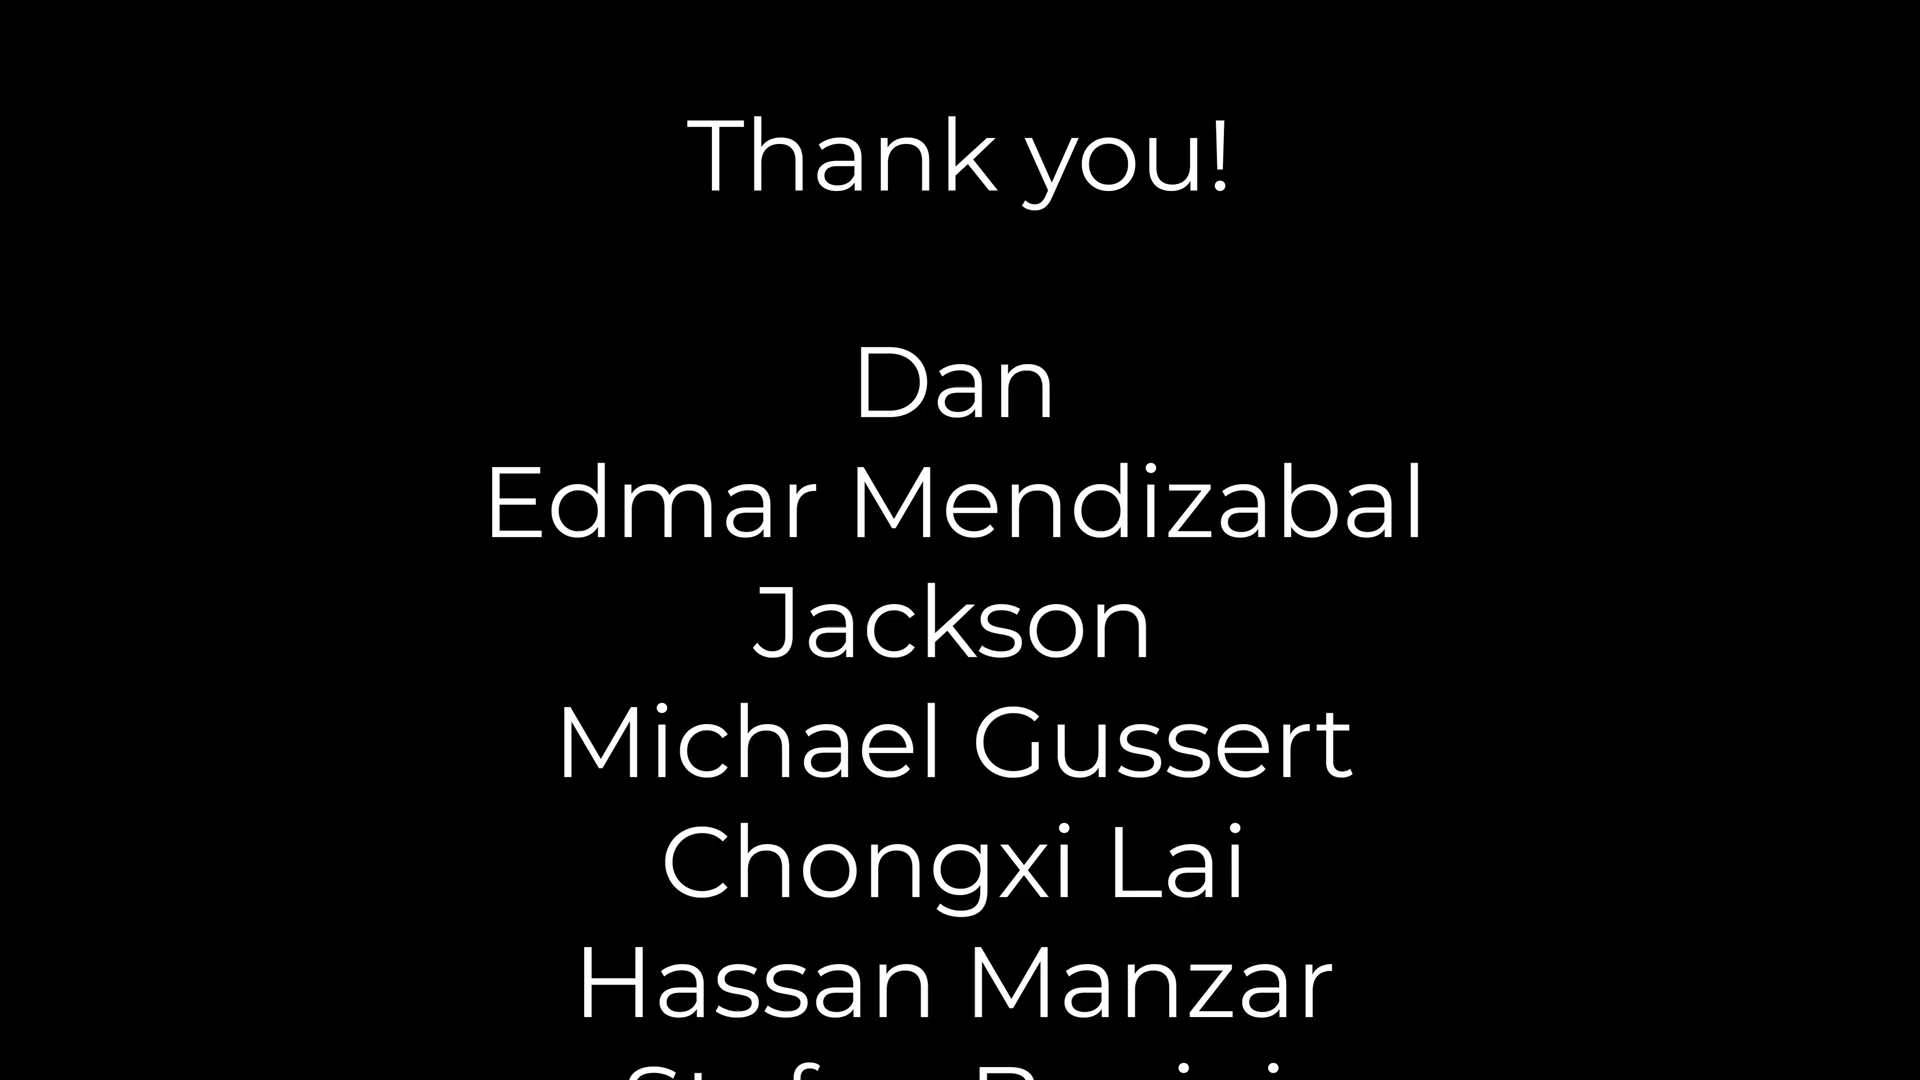 Thank you!
Dan
Edmar Mendizabal
Jackson
Michael Gussert
Chongxi Lai
Hassan Manzar